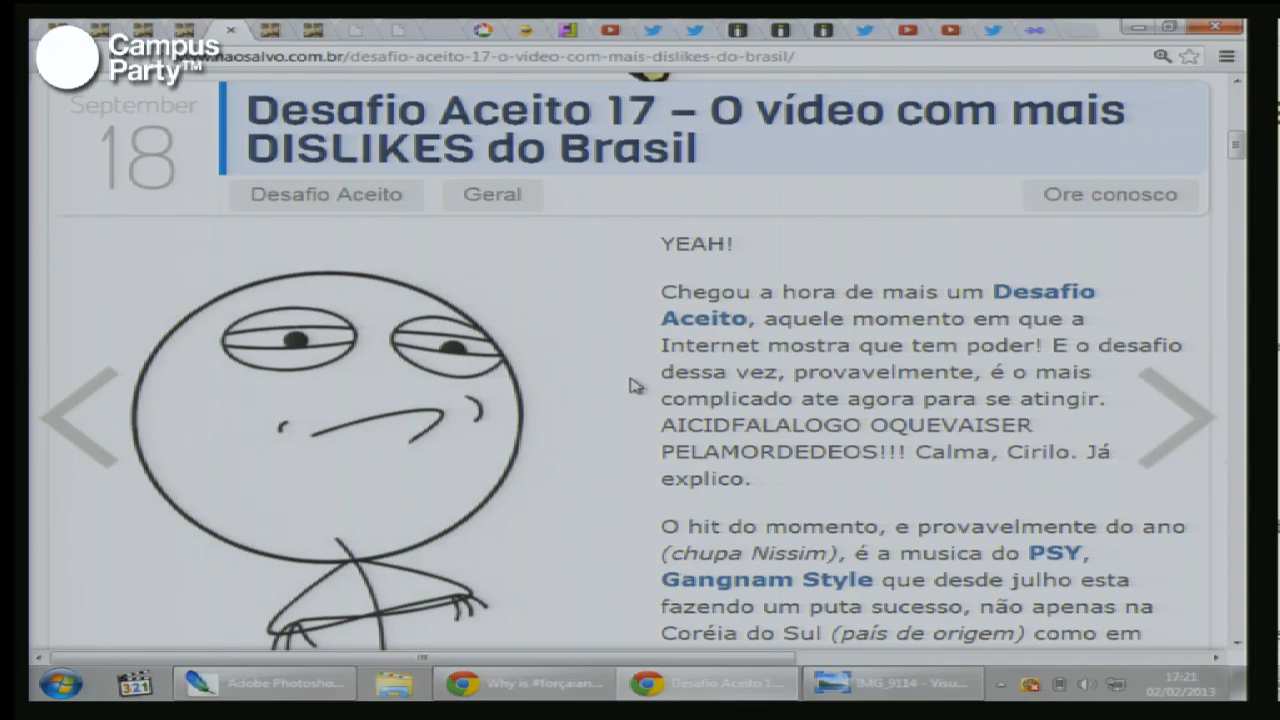 Campus
Party™
www.naosalvo.com.br/desafio-aceito-17-o-video-com-mais-dislikes-do-brasil/
September
18
Desafio Aceito 17 – O vídeo com mais
DISLIKES do Brasil
Desafio Aceito
Geral
Ore conosco
YEAH!
Chegou a hora de mais um Desafio
Aceito, aquele momento em que a
Internet mostra que tem poder! E o desafio
dessa vez, provavelmente, é o mais
complicado ate agora para se atingir.
AICIDFALALOGO OQUEVAISER
PELAMORDEDEOS!!! Calma, Cirilo. Já
explico.
O hit do momento, e provavelmente do ano
(chupa Nissim), é a musica do PSY,
Gangnam Style que desde julho esta
fazendo um puta sucesso, não apenas na
Coréia do Sul (país de origem) como em
321
Adobe Photosho...
Why is #forçaian...
Desafio Aceito 1...
IMG_9114 - Visu...
17:21
02/02/2013